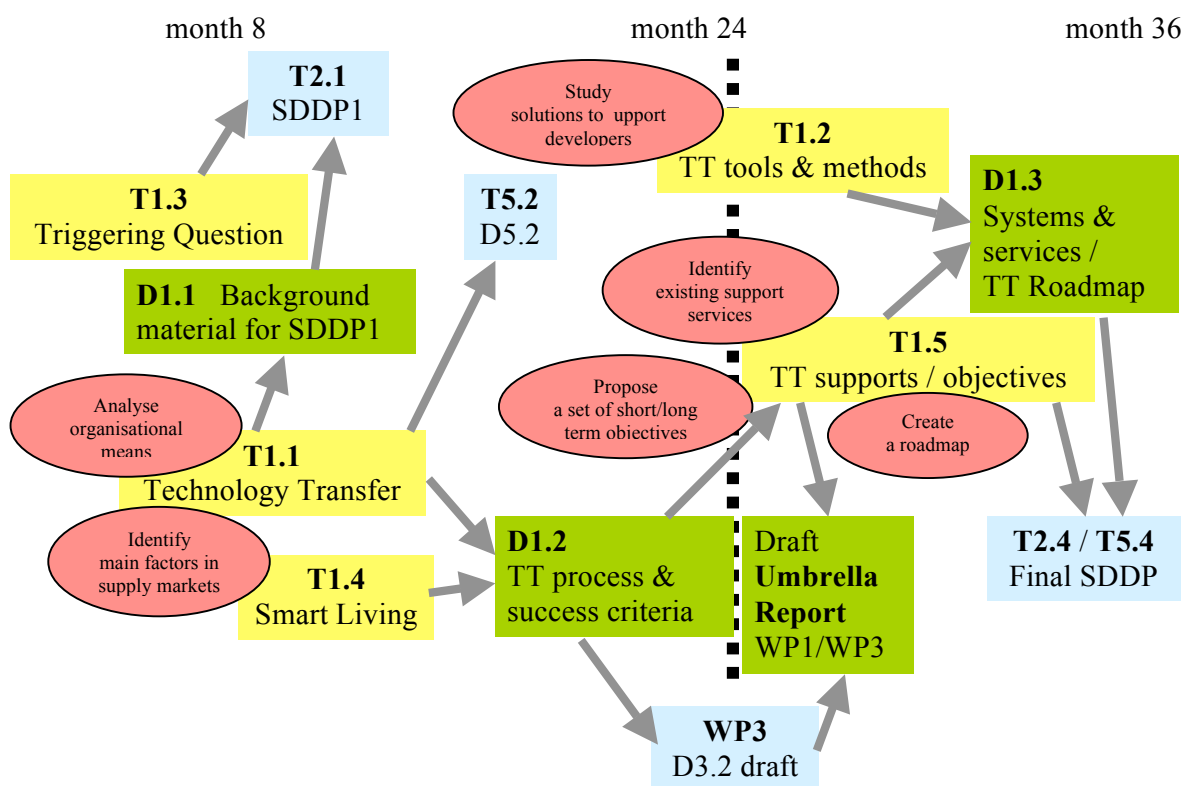 month 8
month 24
month 36
T2.1
SDDP1
Study
solutions to upport
developers
T1.2
TT tools & methods
T1.3
Triggering Question
T5.2
D5.2
D1.3
Systems &
services /
TT Roadmap
D1.1 Background
material for SDDP1
Identify
existing support
services
T1.5
TT supports / objectives
Analyse
organisational
means
Propose
a set of short/long
term objectives
Create
a roadmap
T1.1
Technology Transfer
Identify
main factors in
supply markets
T1.4
Smart Living
D1.2
TT process &
success criteria
Draft
Umbrella
Report
WP1/WP3
T2.4 / T5.4
Final SDDP
WP3
D3.2 draft